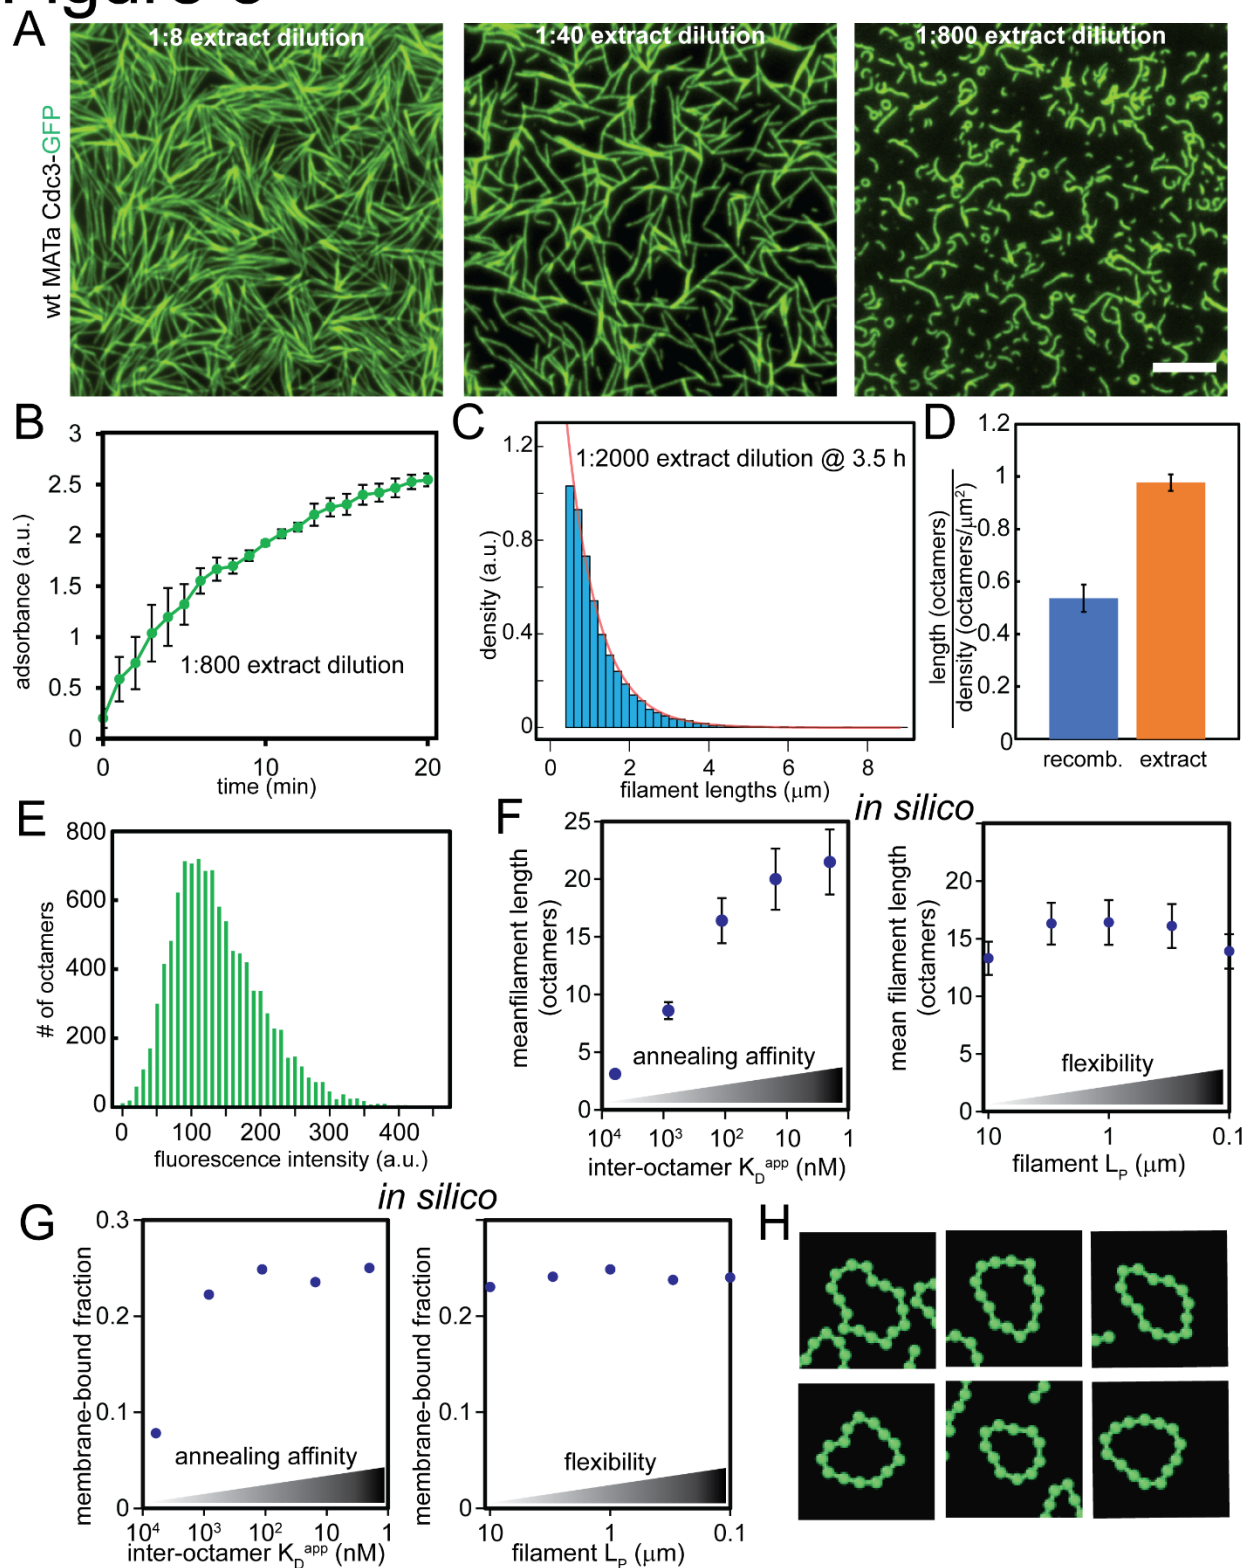 A
1:8 extract dilution
1:40 extract dilution
1:800 extract diliution
wt MATa Cdc3-GFP
B
adsorbance (a.u.)
3
2.5
2
1.5
1
0.5
0
1:800 extract dilution
0
10
20
time (min)
C
density (a.u.)
1.2
0.8
0.4
0
1:2000 extract dilution @ 3.5 h
0
2
4
6
8
filament lengths (μm)
D
length (octamers)
density (octamers/μm²)
1.2
1
0.8
0.6
0.4
0.2
0
recomb.
extract
E
# of octamers
800
600
400
200
0
0
100
200
300
400
fluorescence intensity (a.u.)
in silico
F
meanfilament length
(octamers)
25
20
15
10
5
0
annealing affinity
10⁴
10³
10²
10
1
inter-octamer K_D^app (nM)
mean filament length
(octamers)
20
15
10
5
0
flexibility
10
1
0.1
filament L_P (μm)
in silico
G
membrane-bound fraction
0.3
0.2
0.1
0
annealing affinity
10⁴
10³
10²
10
1
inter-octamer K_D^app (nM)
membrane-bound fraction
0.2
0.1
0
flexibility
10
1
0.1
filament L_P (μm)
H